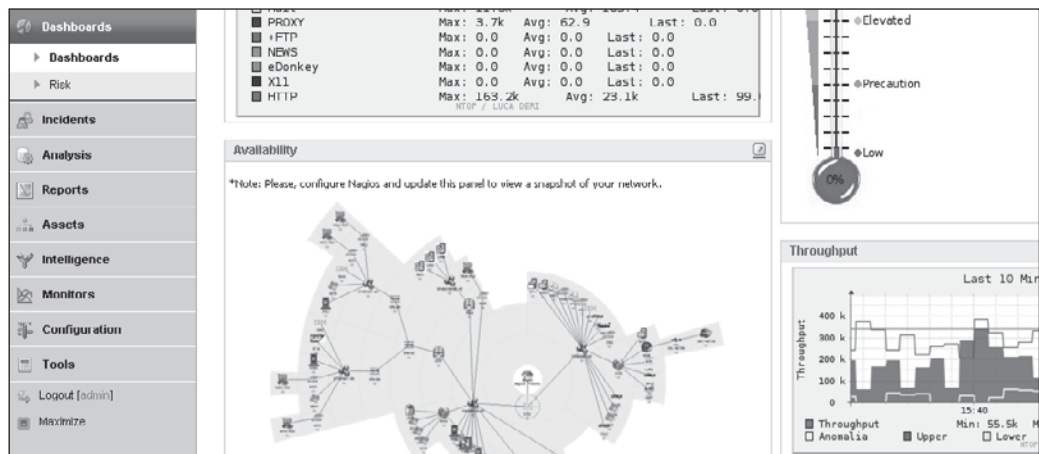 Dashboards
Dashboards
Risk
Incidents
Analysis
Reports
Assets
Intelligence
Monitors
Configuration
Tools
Logout [admin]
Maximize
PROXY Max: 3.7k Avg: 62.9 Last: 0.0
+FTP Max: 0.0 Avg: 0.0 Last: 0.0
NEWS Max: 0.0 Avg: 0.0 Last: 0.0
eDonkey Max: 0.0 Avg: 0.0 Last: 0.0
X11 Max: 0.0 Avg: 0.0 Last: 0.0
HTTP Max: 163.2k Avg: 23.1k Last: 99.
NTOP / LUCA DERI
Availability
*Note: Please, configure Nagios and update this panel to view a snapshot of your network.
Elevated
Precaution
Low
0%
Throughput
Last 10 Min
Throughput
400 k
300 k
200 k
100 k
0
15:40
Throughput Min: 55.5k M
Anomalia Upper Lower
NTOP